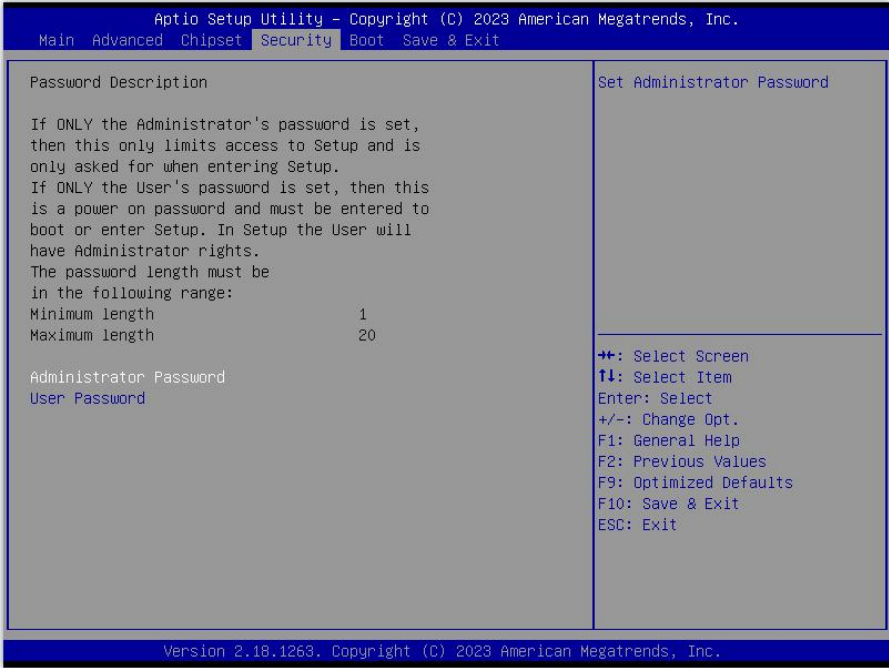 Aptio Setup Utility – Copyright (C) 2023 American Megatrends, Inc.
Main Advanced Chipset Security Boot Save & Exit
Password Description
If ONLY the Administrator's password is set,
then this only limits access to Setup and is
only asked for when entering Setup.
If ONLY the User's password is set, then this
is a power on password and must be entered to
boot or enter Setup. In Setup the User will
have Administrator rights.
The password length must be
in the following range:
Minimum length 1
Maximum length 20
Administrator Password
User Password
Set Administrator Password
→←: Select Screen
↑↓: Select Item
Enter: Select
+/-: Change Opt.
F1: General Help
F2: Previous Values
F9: Optimized Defaults
F10: Save & Exit
ESC: Exit
Version 2.18.1263. Copyright (C) 2023 American Megatrends, Inc.